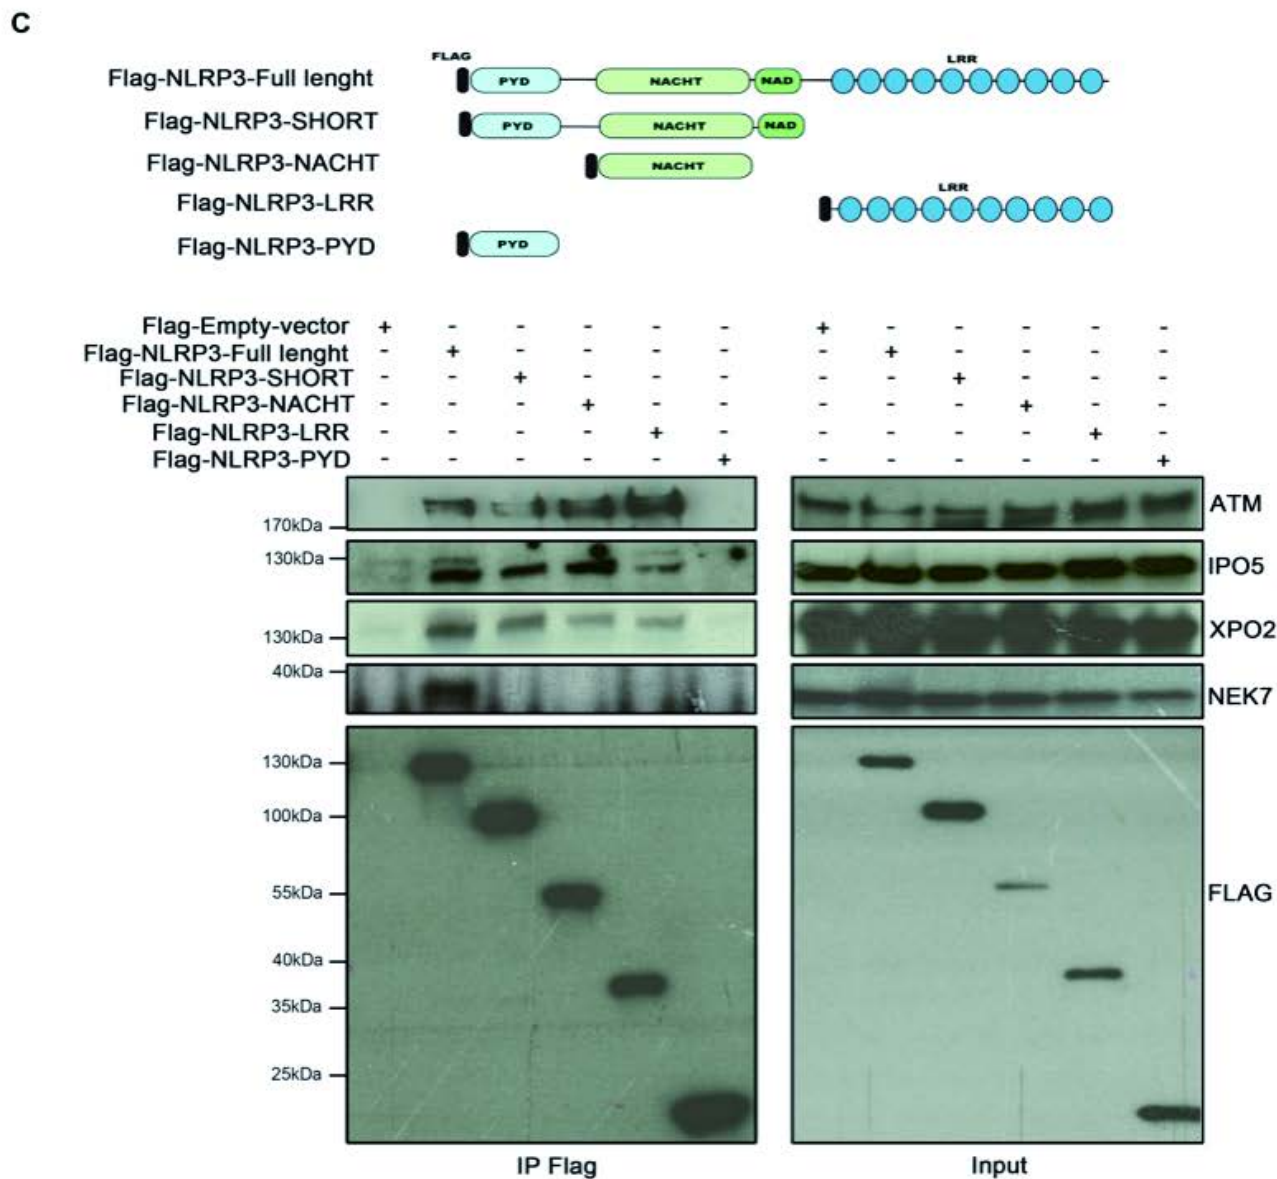 C
FLAG
LRR
Flag-NLRP3-Full lenght PYD NACHT NAD
Flag-NLRP3-SHORT PYD NACHT NAD
Flag-NLRP3-NACHT NACHT
LRR
Flag-NLRP3-LRR
Flag-NLRP3-PYD PYD
Flag-Empty-vector + - - - - - + - - - - -
Flag-NLRP3-Full lenght - + - - - - - + - - - -
Flag-NLRP3-SHORT - - + - - - - - + - - -
Flag-NLRP3-NACHT - - - + - - - - - + - -
Flag-NLRP3-LRR - - - - + - - - - - + -
Flag-NLRP3-PYD - - - - - + - - - - - +
ATM
170kDa
130kDa
IPO5
XPO2
130kDa
40kDa
NEK7
130kDa
100kDa
55kDa
FLAG
40kDa
35kDa
25kDa
IP Flag Input